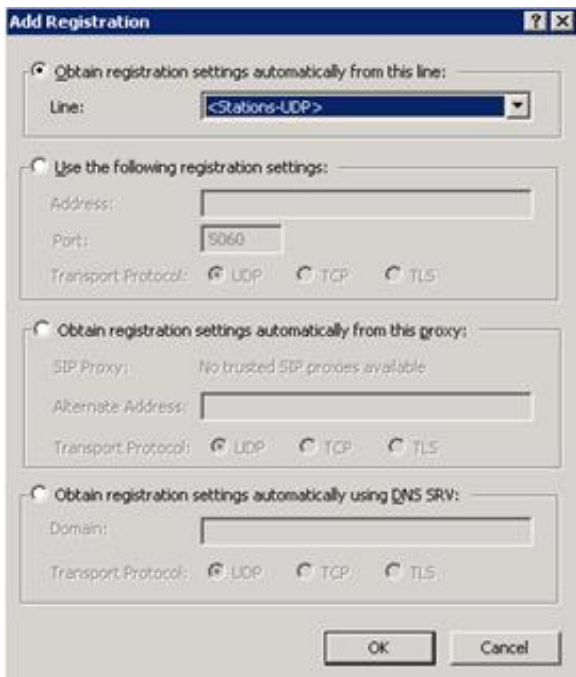 Add Registration
Obtain registration settings automatically from this line:
Line: <Stations-UDP>
Use the following registration settings:
Address:
Port: 5060
Transport Protocol: UDP TCP TLS
Obtain registration settings automatically from this proxy:
SIP Proxy: No trusted SIP proxies available
Alternate Address:
Transport Protocol: UDP TCP TLS
Obtain registration settings automatically using DNS SRV:
Domain:
Transport Protocol: UDP TCP TLS
OK Cancel